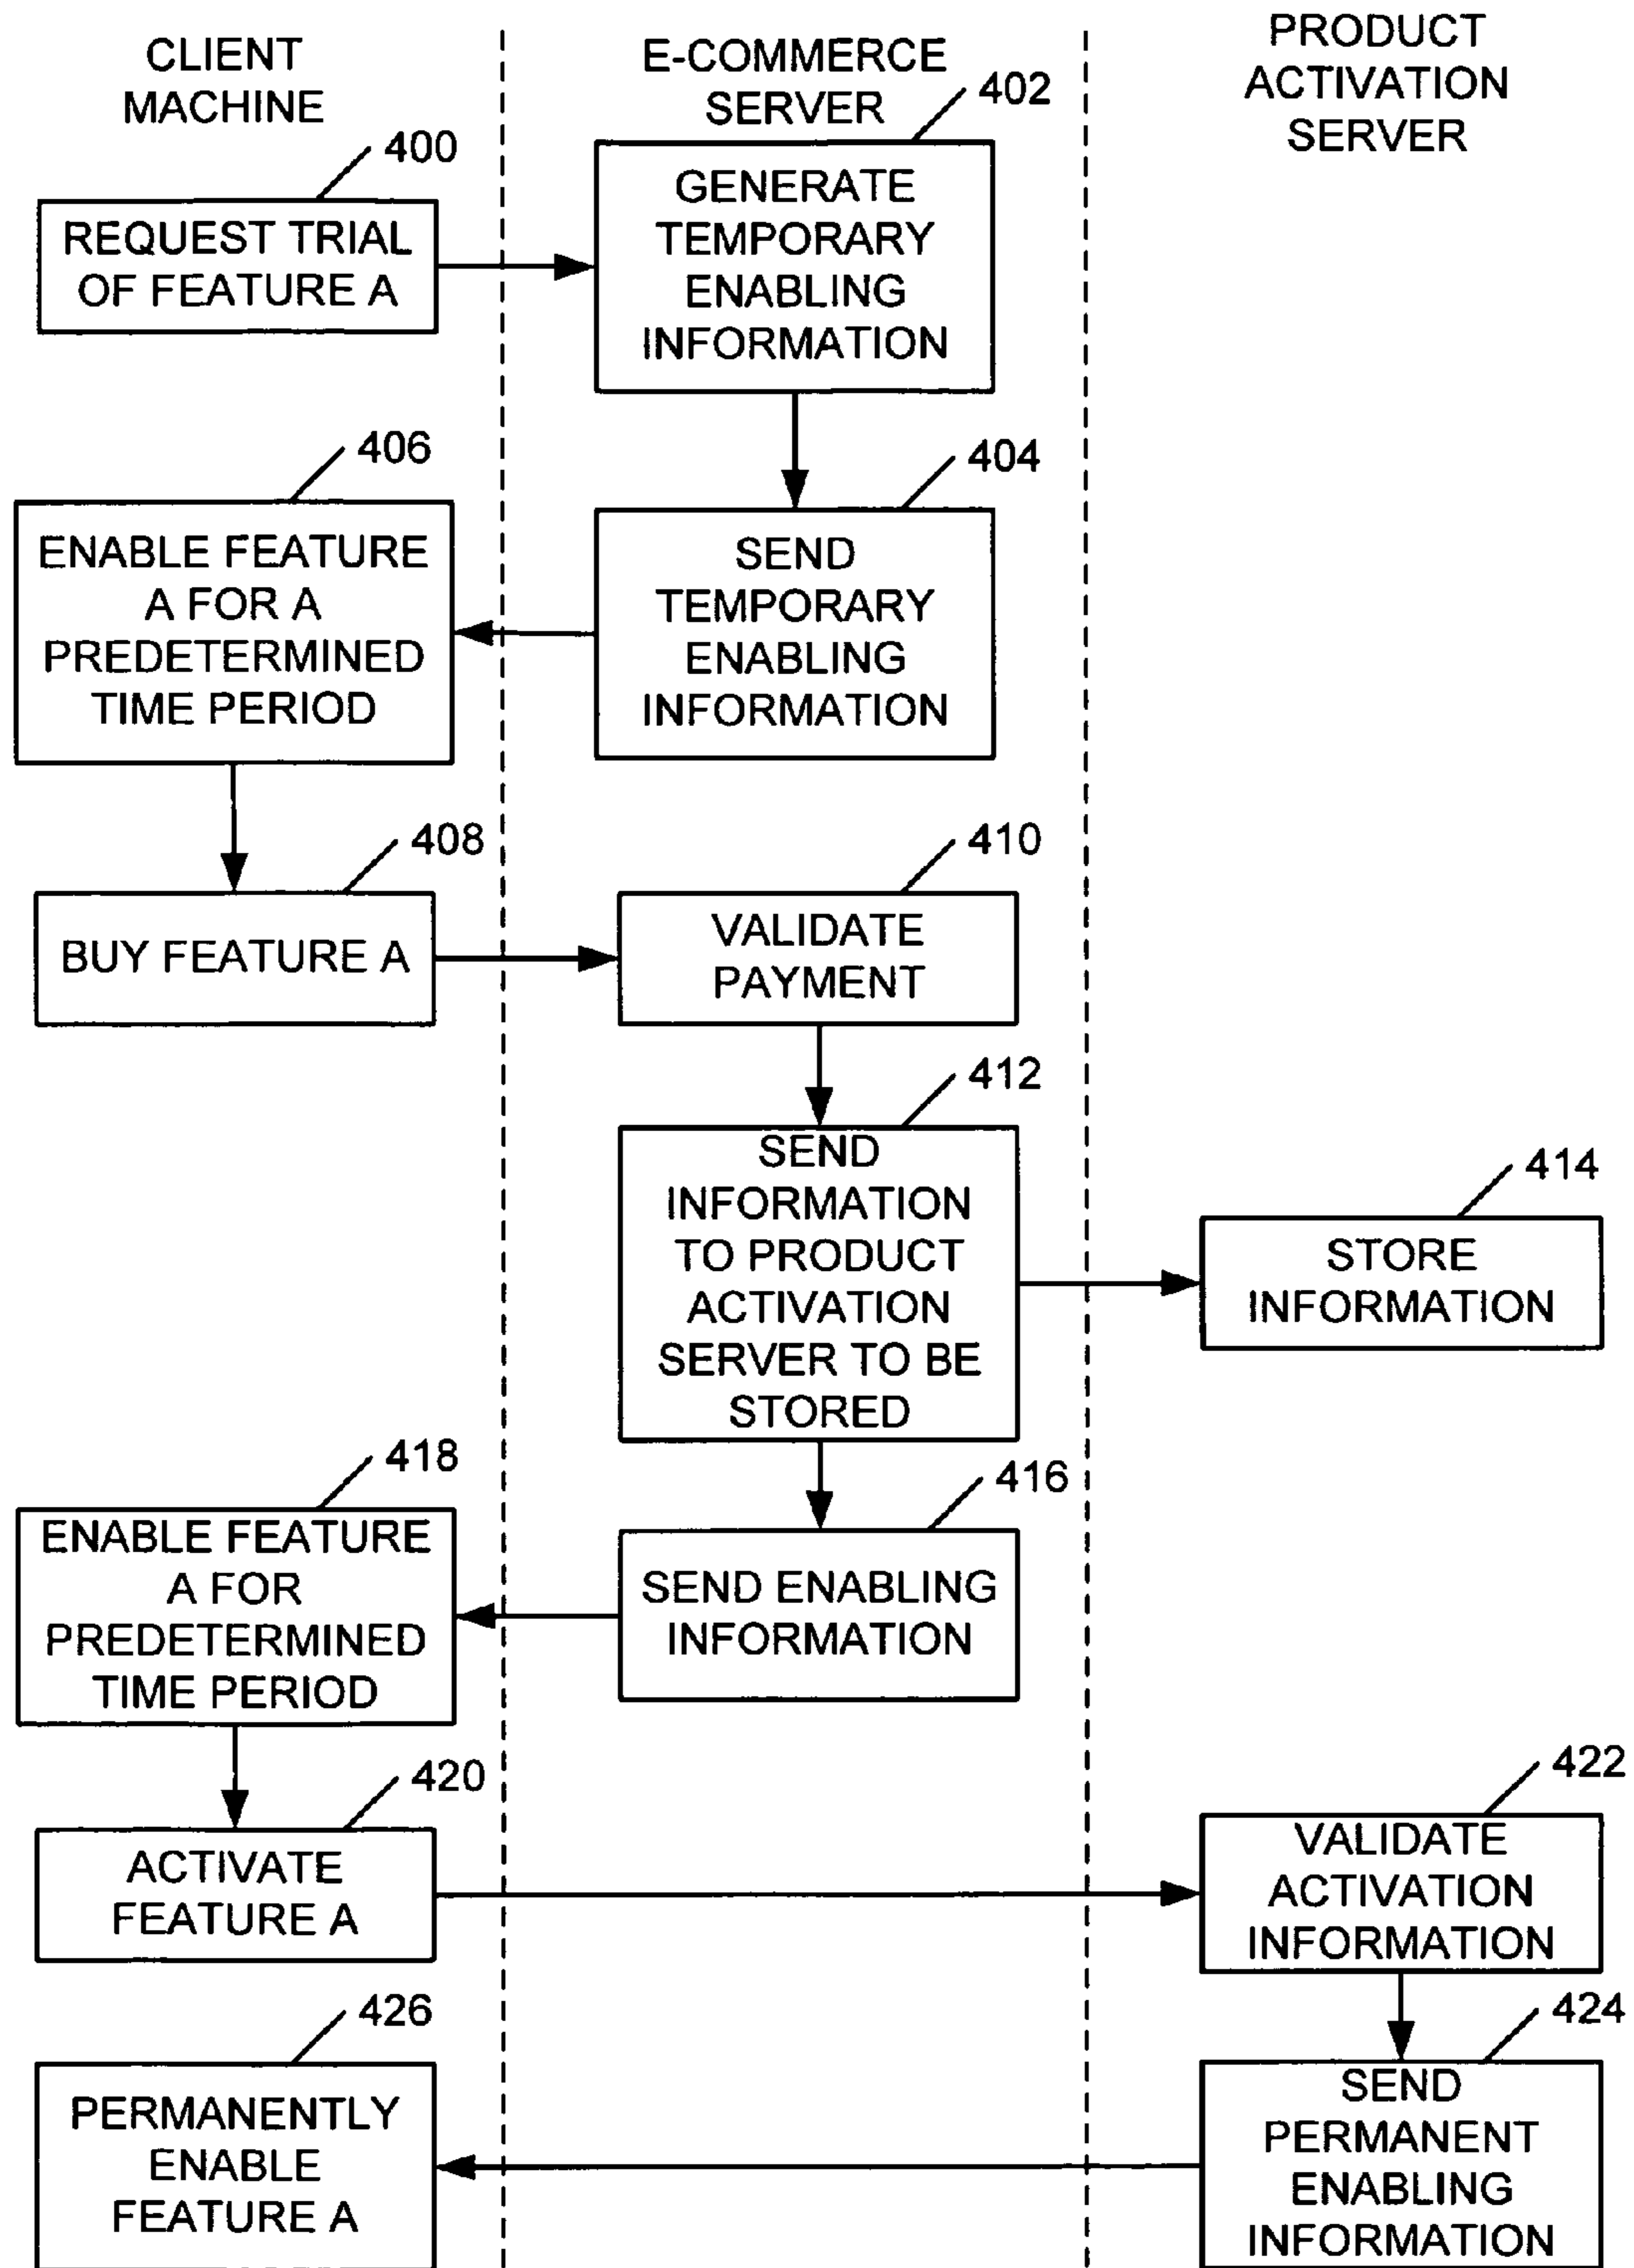 CLIENT
MACHINE
E-COMMERCE
SERVER
PRODUCT
ACTIVATION
SERVER
400
REQUEST TRIAL
OF FEATURE A
402
GENERATE
TEMPORARY
ENABLING
INFORMATION
404
SEND
TEMPORARY
ENABLING
INFORMATION
406
ENABLE FEATURE
A FOR A
PREDETERMINED
TIME PERIOD
408
BUY FEATURE A
410
VALIDATE
PAYMENT
412
SEND
INFORMATION
TO PRODUCT
ACTIVATION
SERVER TO BE
STORED
414
STORE
INFORMATION
416
SEND ENABLING
INFORMATION
418
ENABLE FEATURE
A FOR
PREDETERMINED
TIME PERIOD
420
ACTIVATE
FEATURE A
422
VALIDATE
ACTIVATION
INFORMATION
424
SEND
PERMANENT
ENABLING
INFORMATION
426
PERMANENTLY
ENABLE
FEATURE A